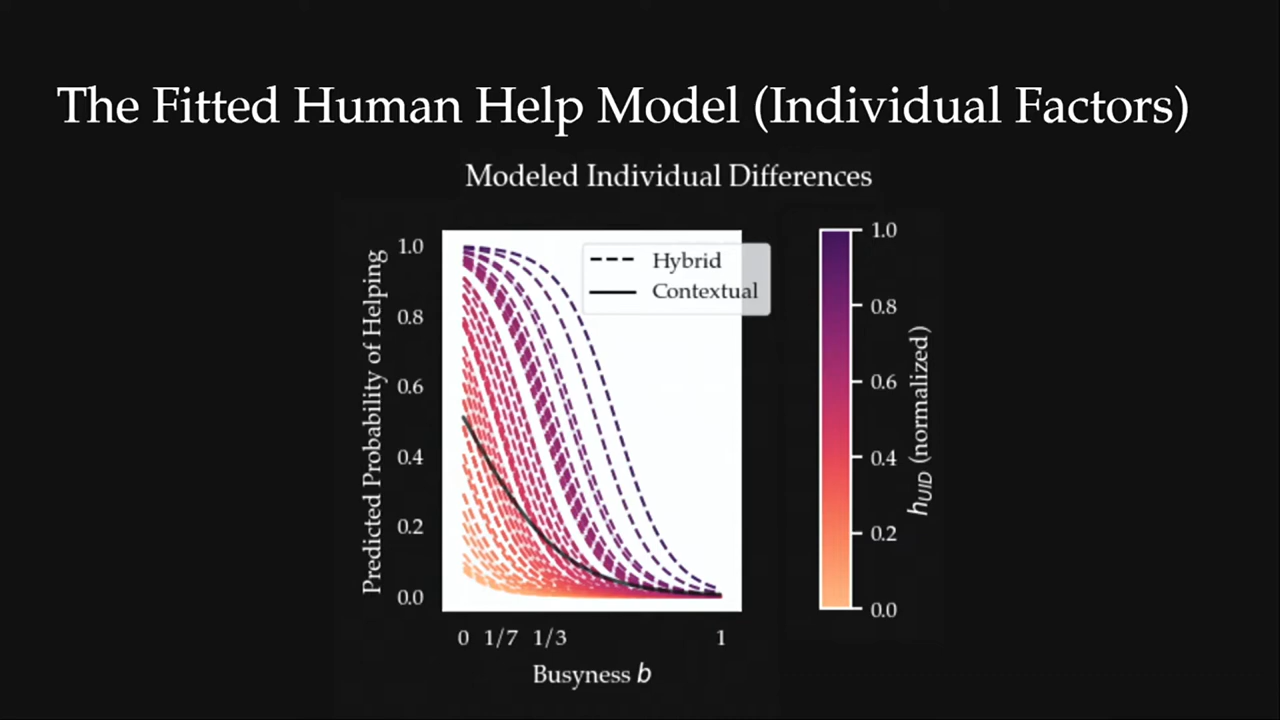 The Fitted Human Help Model (Individual Factors)
Modeled Individual Differences
Predicted Probability of Helping
1.0
0.8
0.6
0.4
0.2
0.0
0 1/7 1/3 1
Busyness b
Hybrid
Contextual
1.0
0.8
0.6
0.4
0.2
0.0
hUID (normalized)